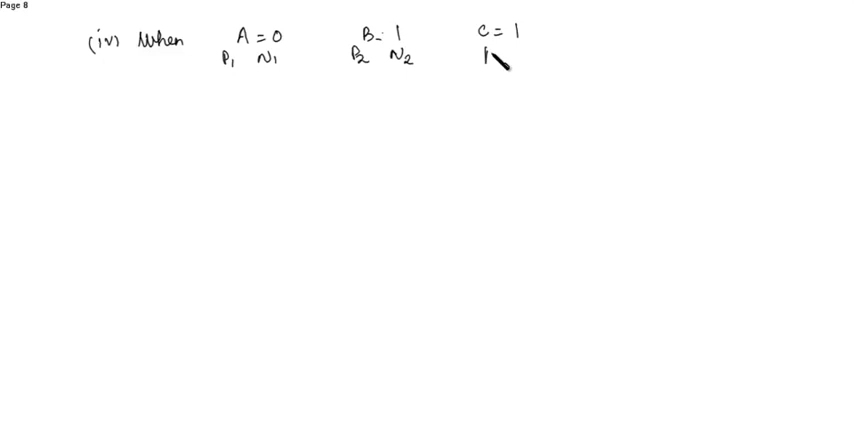 Page 8
(iv) When A = 0 B = 1 C = 1
P1 N1 P2 N2